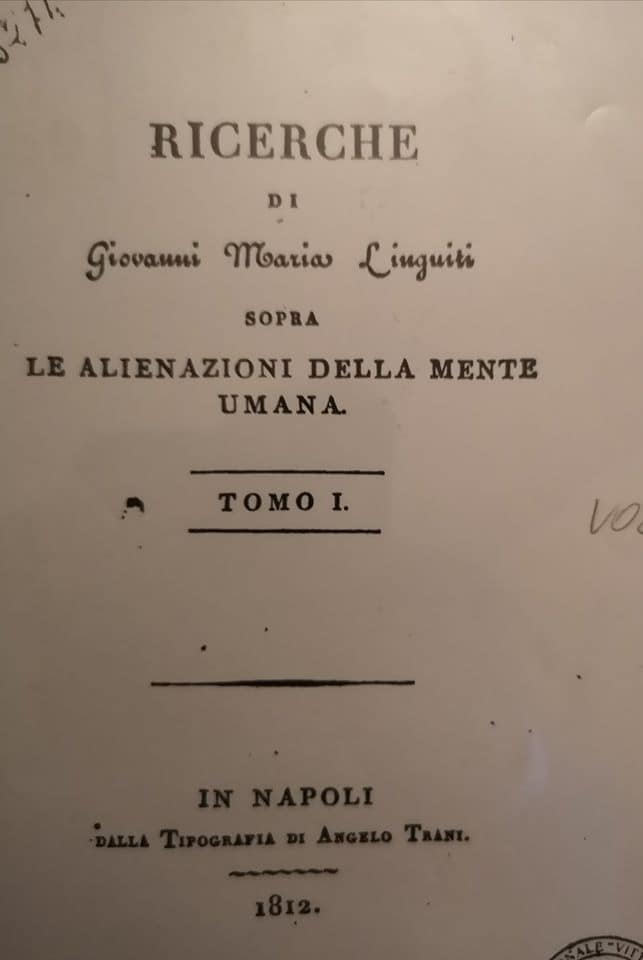 RICERCHE
DI
Giovanni Maria Linguiti
SOPRA
LE ALIENAZIONI DELLA MENTE
UMANA.
TOMO I.
IN NAPOLI
DALLA TIPOGRAFIA DI ANGELO TRANI.
1812.